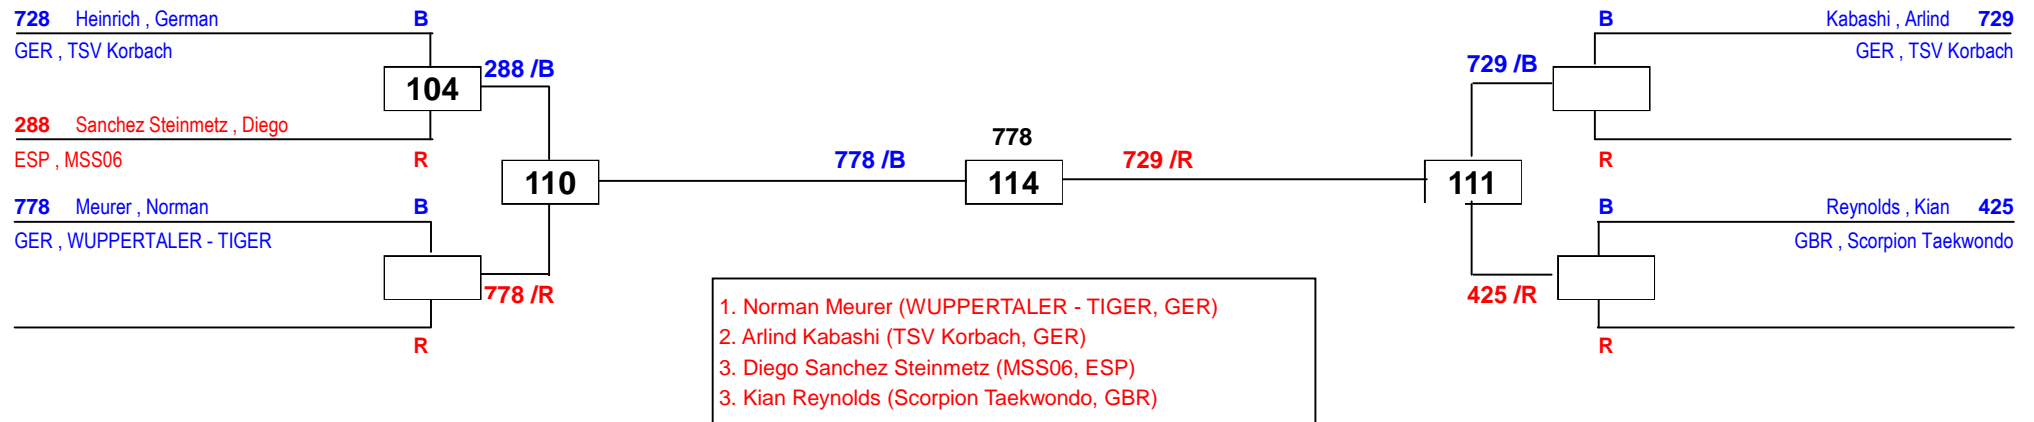 728 Heinrich , German B
GER , TSV Korbach
104
288 /B
288 Sanchez Steinmetz , Diego
ESP , MSS06 R
110
778 Meurer , Norman B
GER , WUPPERTALER - TIGER
778 /R
R
778 /B
778
114
729 /R
111
B Kabashi , Arlind 729
GER , TSV Korbach
729 /B
R
B Reynolds , Kian 425
GBR , Scorpion Taekwondo
425 /R
R
1. Norman Meurer (WUPPERTALER - TIGER, GER)
2. Arlind Kabashi (TSV Korbach, GER)
3. Diego Sanchez Steinmetz (MSS06, ESP)
3. Kian Reynolds (Scorpion Taekwondo, GBR)